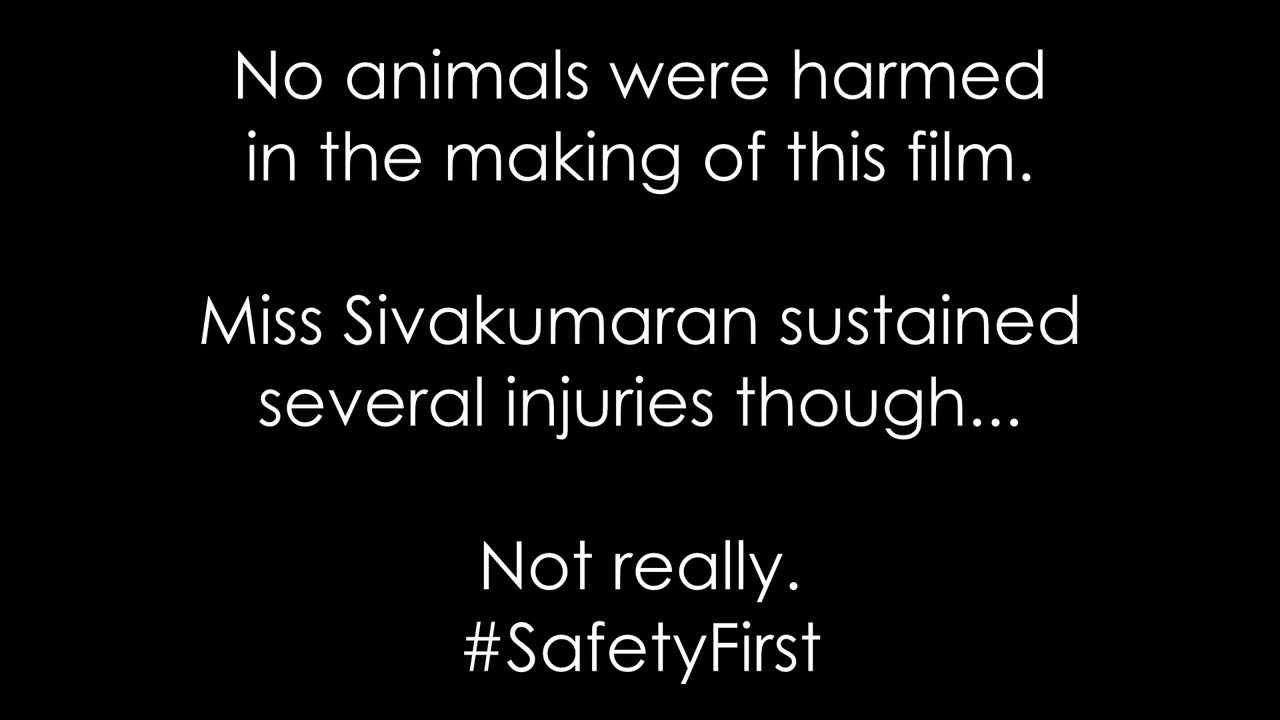 No animals were harmed
in the making of this film.
Miss Sivakumaran sustained
several injuries though...
Not really.
#SafetyFirst